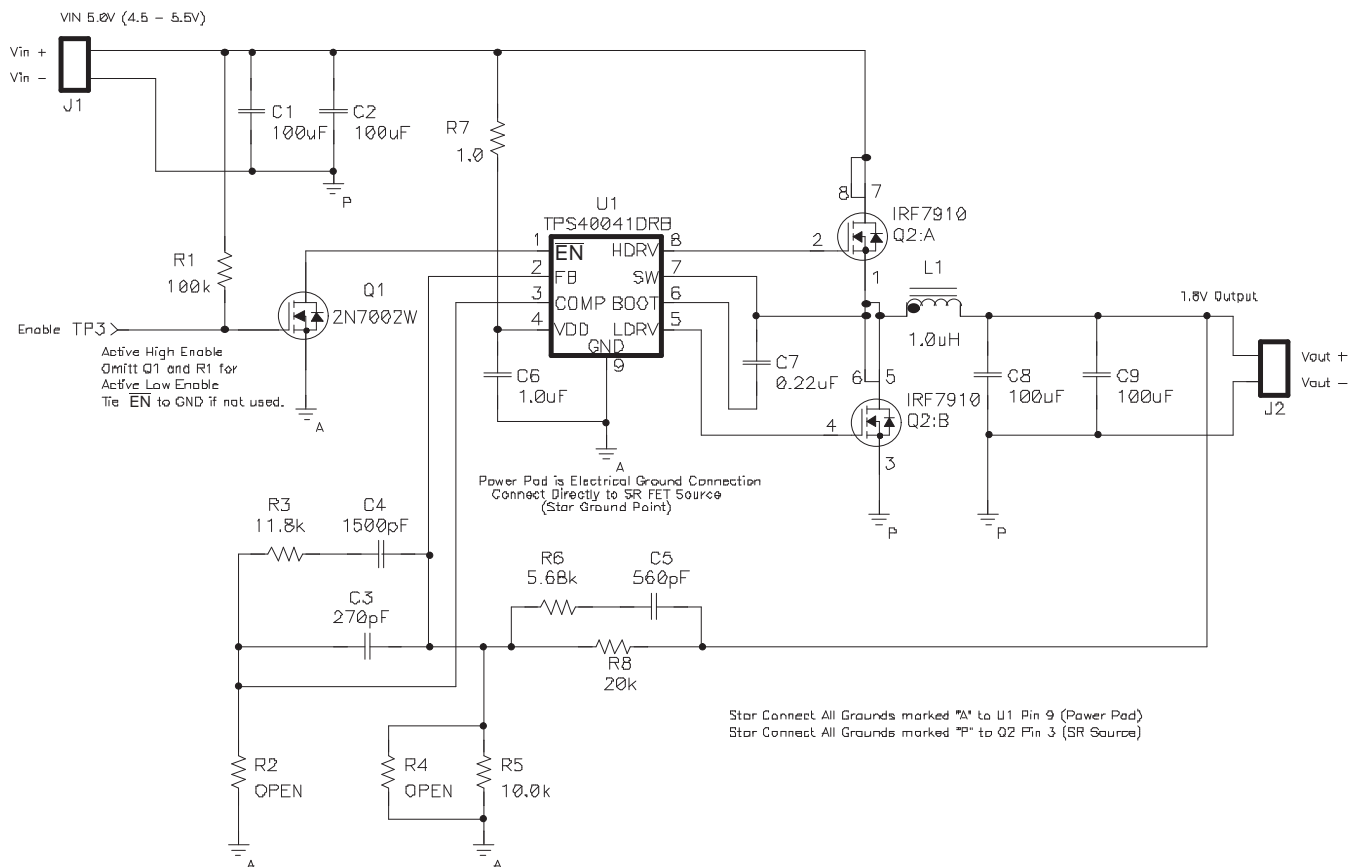 VIN 5.0V (4.5 - 5.5V)
Vin +
Vin -
J1
C1
100uF
C2
100uF
P
R7
1.0
R1
100k
Q1
2N7002W
Enable TP3
Active High Enable
Omitt Q1 and R1 for
Active Low Enable
Tie EN to GND if not used.
A
U1
TPS40041DRB
1 EN HDRV 8
2 FB SW 7
3 COMP BOOT 6
4 VDD LDRV 5
GND
9
C6
1.0uF
A
Power Pad is Electrical Ground Connection
Connect Directly to SR FET Source
(Star Ground Point)
8 7
IRF7910
Q2:A
2
1
L1
1.0uH
C7
0.22uF
6 5
IRF7910
Q2:B
4
3
P
C8
100uF
C9
100uF
P
1.8V Output
Vout +
Vout -
J2
R3
11.8k
C4
1500pF
C3
270pF
R6
5.68k
C5
560pF
R8
20k
R2
OPEN
A
R4
OPEN
R5
10.0k
A
Star Connect All Grounds marked "A" to U1 Pin 9 (Power Pad)
Star Connect All Grounds marked "P" to Q2 Pin 3 (SR Source)